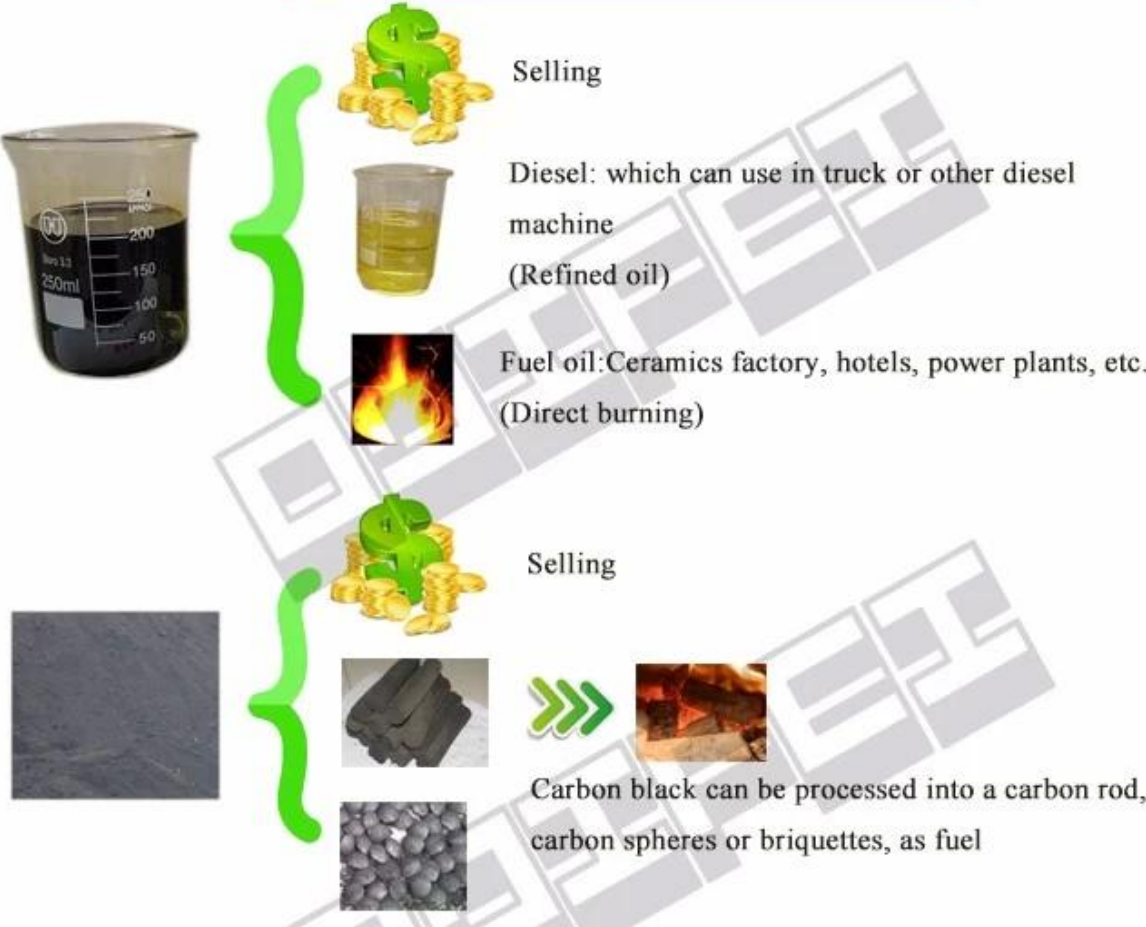 Selling
Diesel: which can use in truck or other diesel
machine
(Refined oil)
200
150
250ml
100
50
Fuel oil:Ceramics factory, hotels, power plants, etc.
(Direct burning)
Selling
Carbon black can be processed into a carbon rod,
carbon spheres or briquettes, as fuel